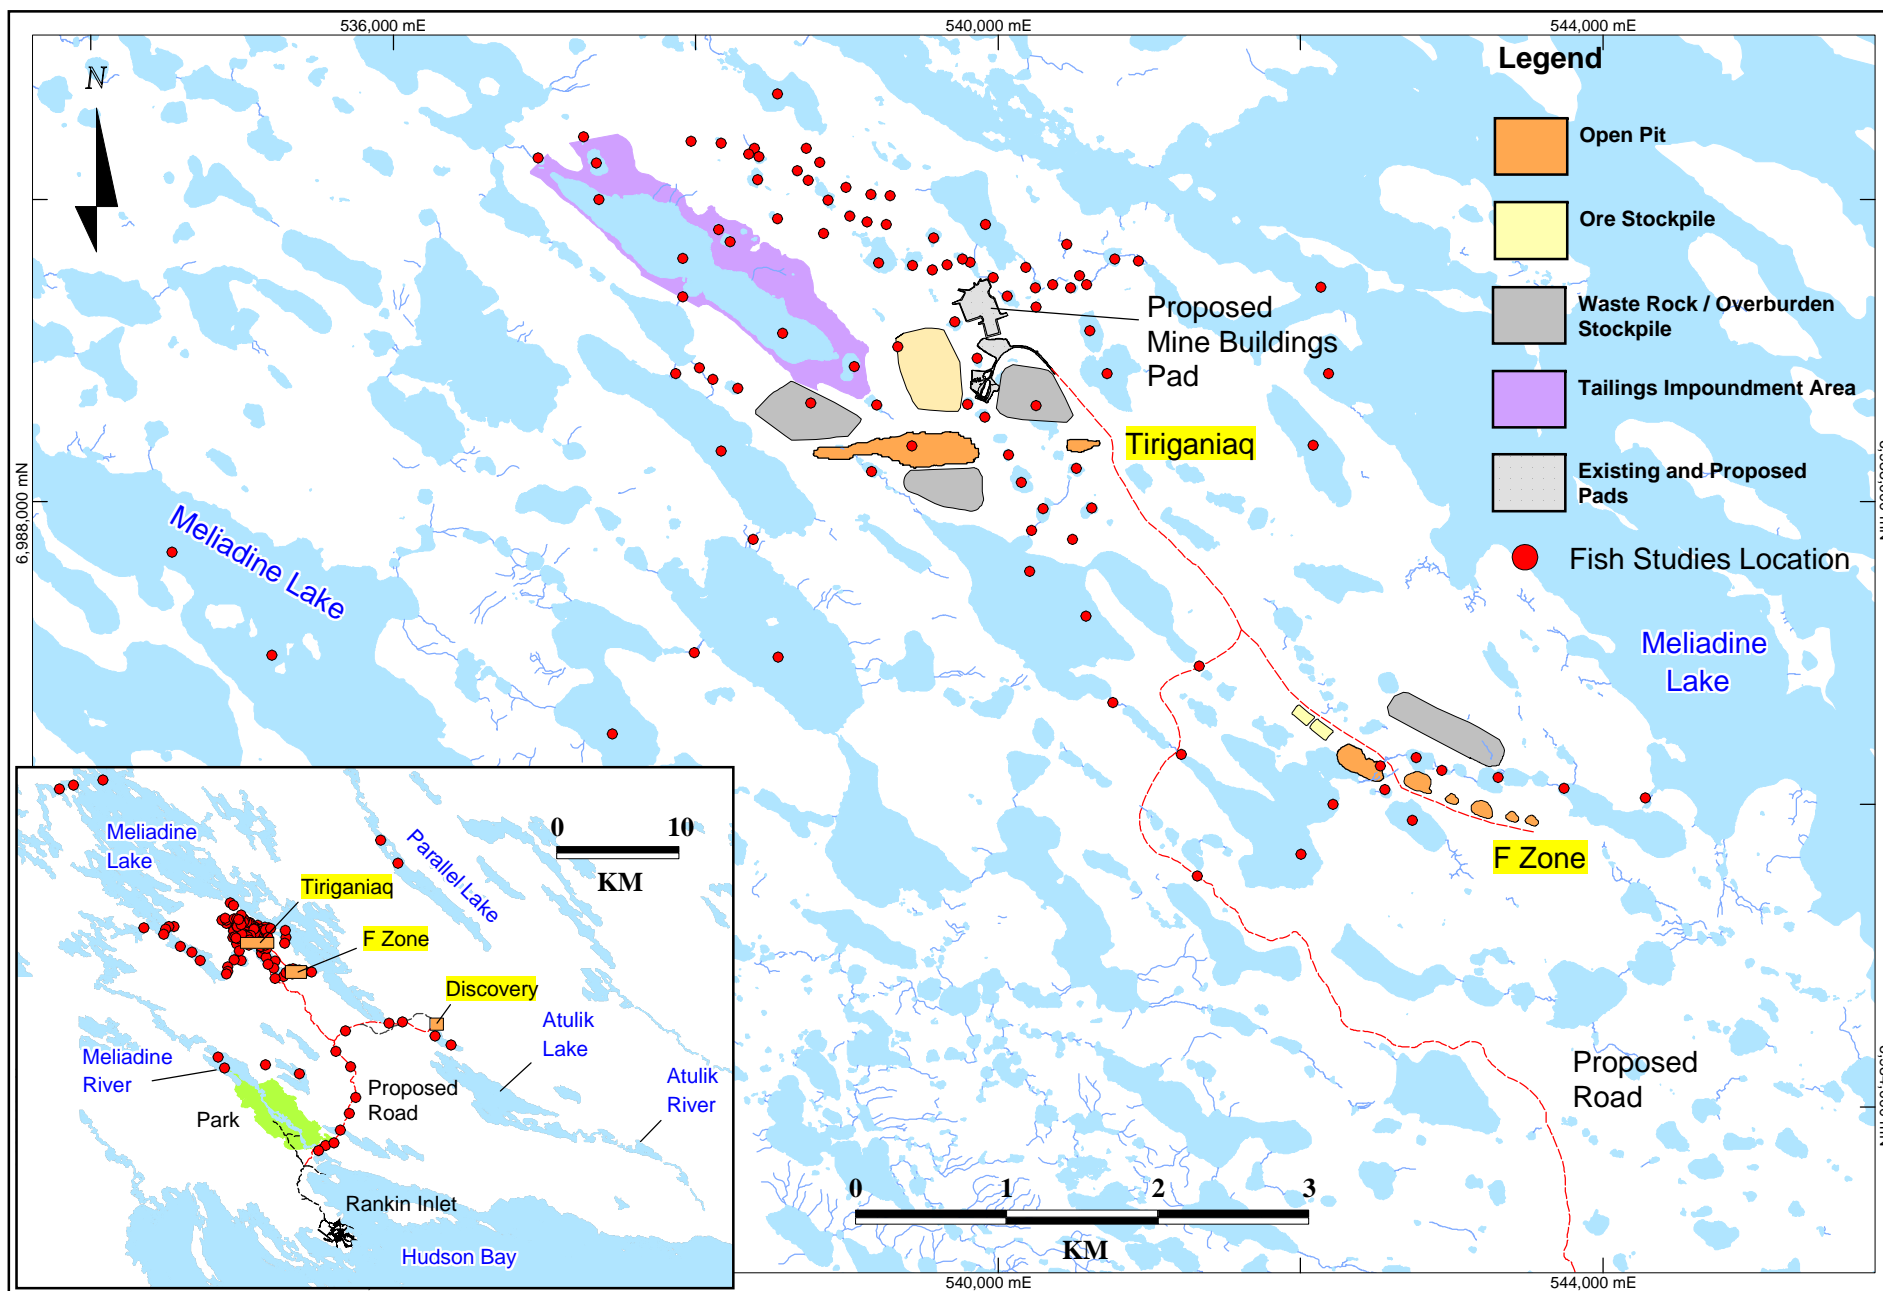 536,000 mE
540,000 mE
544,000 mE
N
Legend
Open Pit
Ore Stockpile
Waste Rock / Overburden
Stockpile
Tailings Impoundment Area
Existing and Proposed
Pads
Fish Studies Location
Proposed
Mine Buildings
Pad
Tiriganiaq
6,988,000 mN
Meliadine Lake
Meliadine
Lake
F Zone
Proposed
Road
0
1
2
3
KM
540,000 mE
544,000 mE
Meliadine
Lake
Parallel Lake
0
10
KM
Tiriganiaq
F Zone
Discovery
Atulik
Lake
Meliadine
River
Atulik
River
Proposed
Road
Park
Rankin Inlet
Hudson Bay